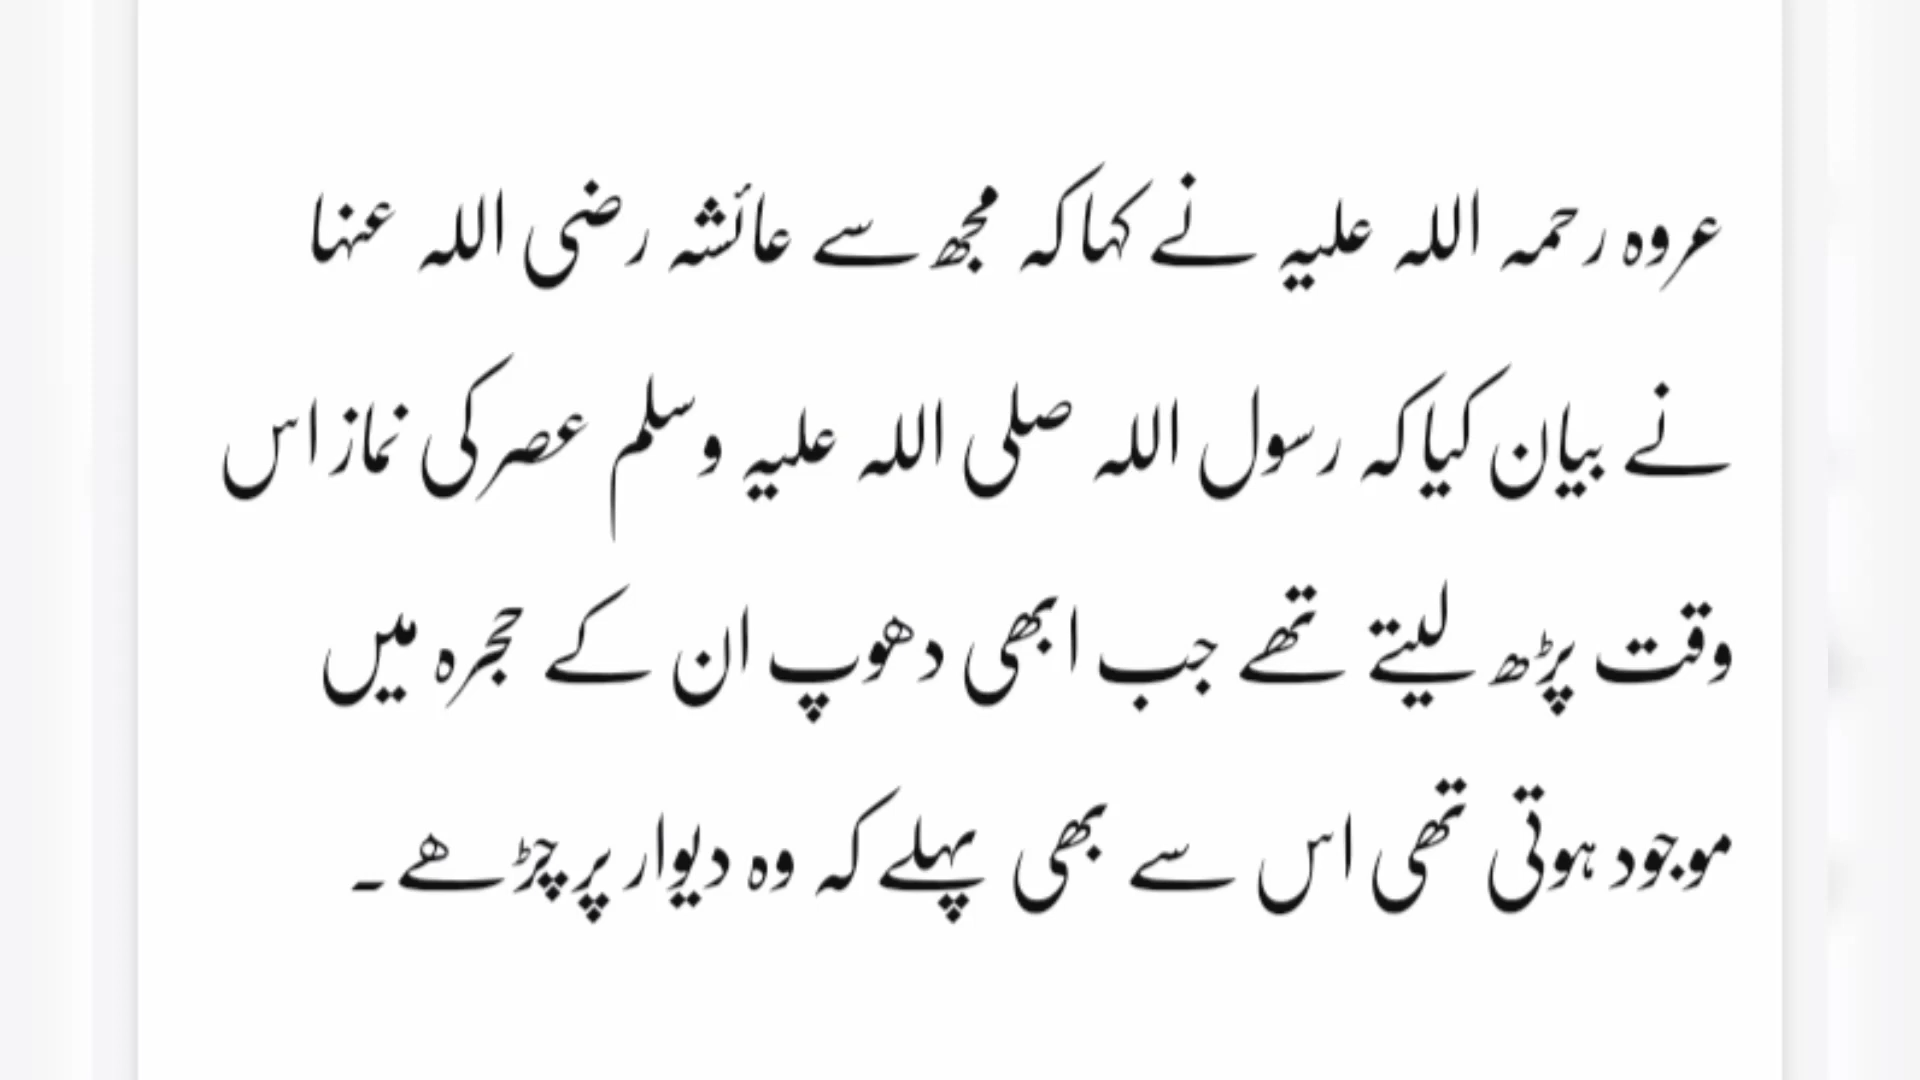 عروہ رحمہ اللہ علیہ نے کہا کہ مجھ سے عائشہ رضی اللہ عنہا
نے بیان کیا کہ رسول اللہ صلی اللہ علیہ وسلم عصر کی نماز اس
وقت پڑھ لیتے تھے جب ابھی دھوپ ان کے حجرہ میں
موجود ہوتی تھی اس سے بھی پہلے کہ وہ دیوار پر چڑھے۔